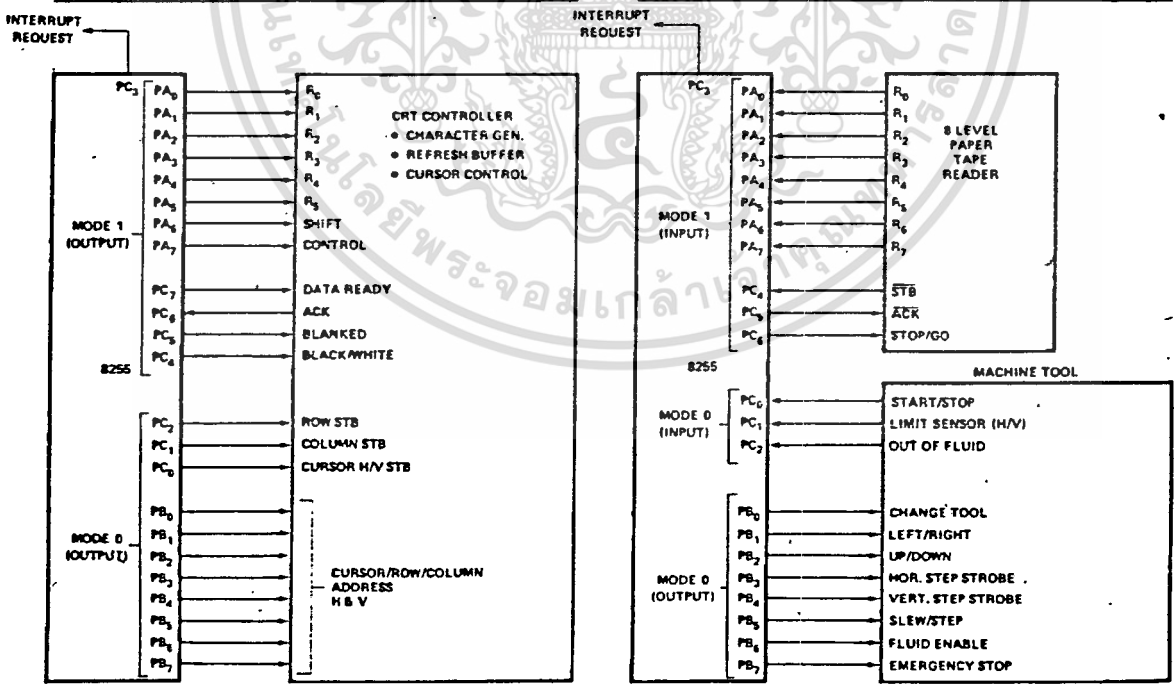 INTERRUPT
REQUEST
PC3
PA0
PA1
PA2
PA3
PA4
PA5
PA6
PA7
MODE 1
(OUTPUT)
PC7
PC6
PC5
PC4
8255
PC2
PC1
PC0
MODE 0
(OUTPUT)
PB0
PB1
PB2
PB3
PB4
PB5
PB6
PB7
R0
R1
R2
R3
R4
R5
SHIFT
CONTROL
CRT CONTROLLER
• CHARACTER GEN.
• REFRESH BUFFER
• CURSOR CONTROL
DATA READY
ACK
BLANKED
BLACK/WHITE
ROW STB
COLUMN STB
CURSOR H/V STB
CURSOR/ROW/COLUMN
ADDRESS
H & V
INTERRUPT
REQUEST
PC3
PA0
PA1
PA2
PA3
PA4
PA5
PA6
PA7
MODE 1
(INPUT)
PC4
PC5
PC6
8255
MODE 0
(INPUT)
PC0
PC1
PC2
MODE 0
(OUTPUT)
PB0
PB1
PB2
PB3
PB4
PB5
PB6
PB7
R0
R1
R2
R3
R4
R5
R6
R7
8 LEVEL
PAPER
TAPE
READER
STB
ACK
STOP/GO
MACHINE TOOL
START/STOP
LIMIT SENSOR (H/V)
OUT OF FLUID
CHANGE TOOL
LEFT/RIGHT
UP/DOWN
HOR. STEP STROBE
VERT. STEP STROBE
SLEW/STEP
FLUID ENABLE
EMERGENCY STOP